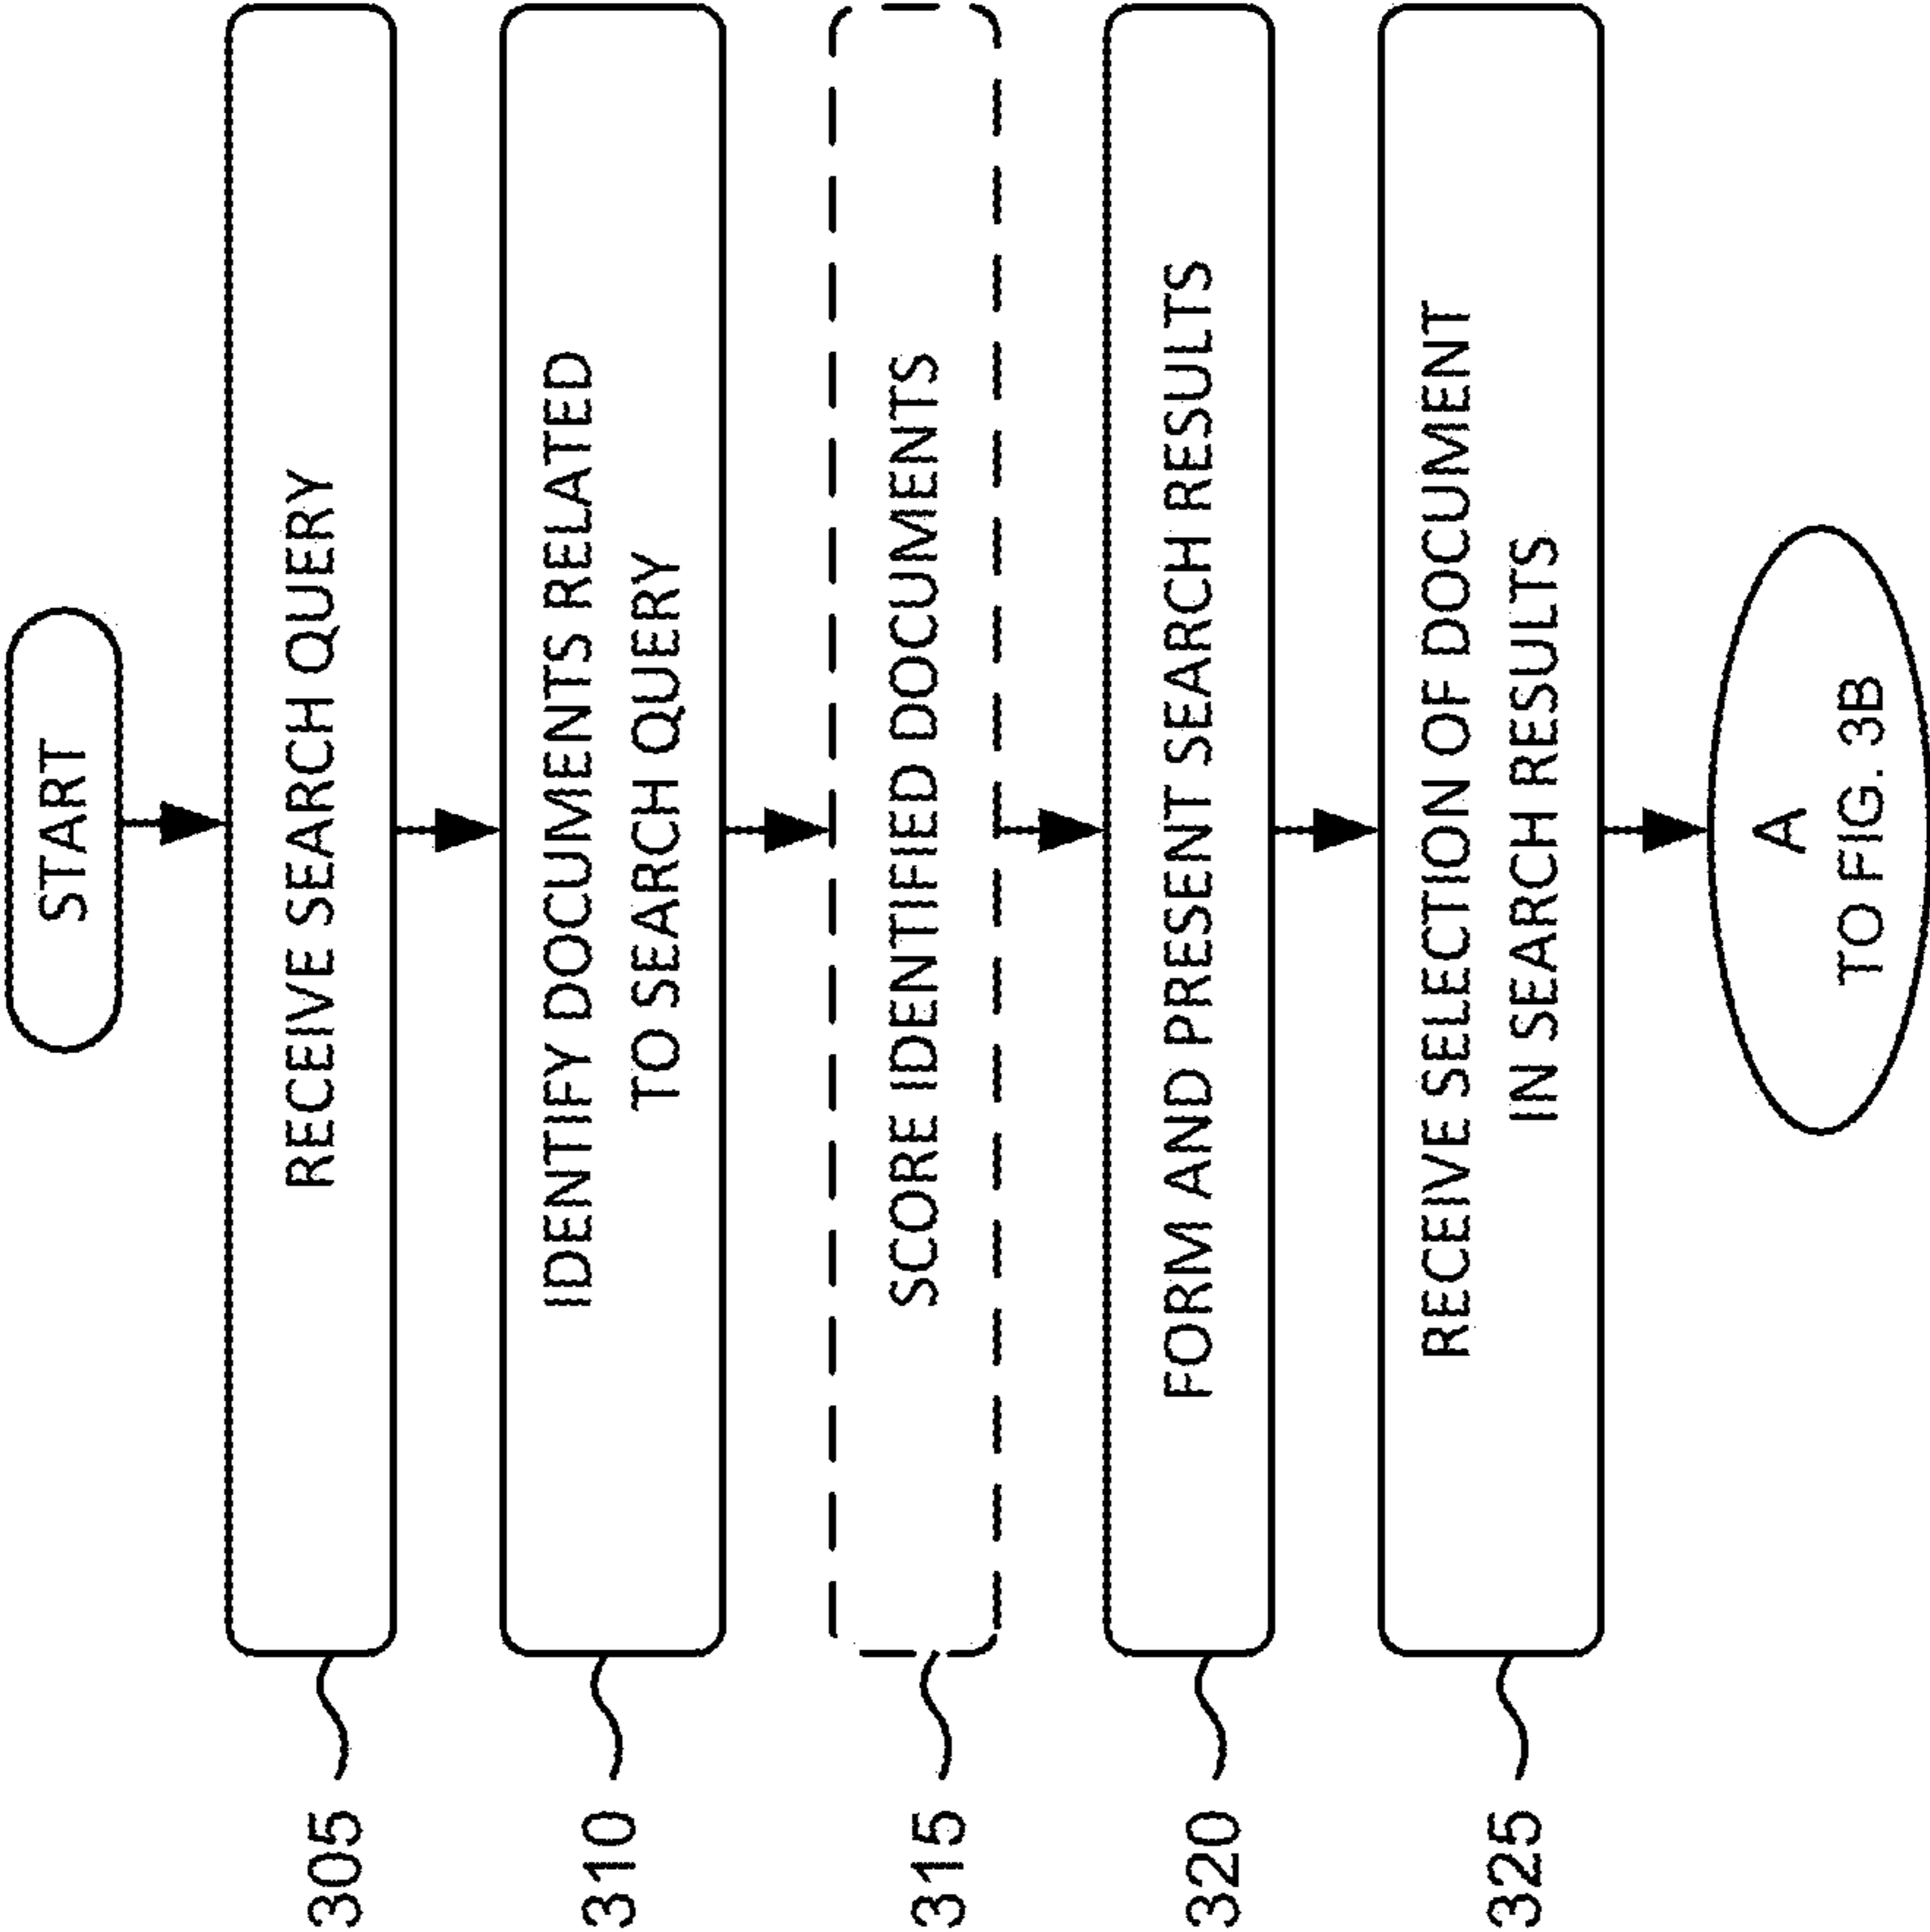 START
305
RECEIVE SEARCH QUERY
310
IDENTIFY DOCUMENTS RELATED
TO SEARCH QUERY
315
SCORE IDENTIFIED DOCUMENTS
320
FORM AND PRESENT SEARCH RESULTS
325
RECEIVE SELECTION OF DOCUMENT
IN SEARCH RESULTS
A
TO FIG. 3B